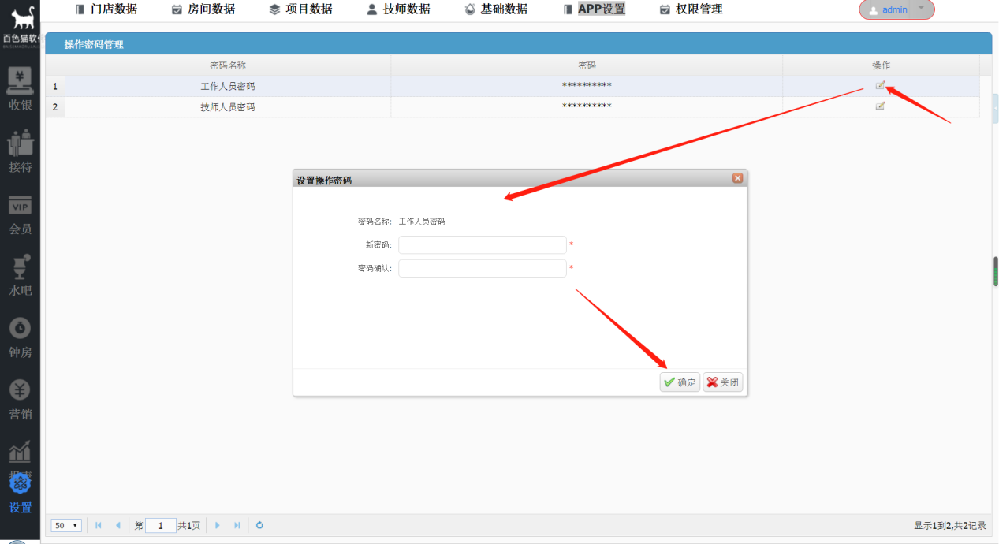 门店数据 房间数据 项目数据 技师数据 基础数据 APP设置 权限管理 admin
百色猫软
操作密码管理
密码名称 密码 操作
1 工作人员密码 **********
2 技师人员密码 **********
收银
接待
VIP
会员
水吧
钟房
营销
设置
设置操作密码
密码名称: 工作人员密码
新密码: *
密码确认: *
确定 关闭
50 第 1 共1页 显示1到2,共2记录